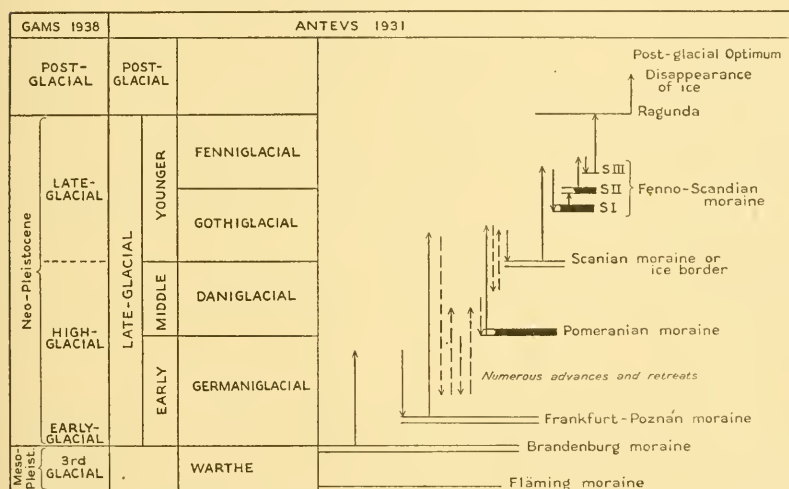 GAMS 1938
ANTEVS 1931
POST-
GLACIAL
POST-
GLACIAL
Post-glacial Optimum
Disappearance
of ice
Ragunda
Neo-Pleistocene
LATE-
GLACIAL
LATE-GLACIAL
YOUNGER
FENNIGLACIAL
S III
S II
S I
Fenno-Scandian
moraine
GOTHIGLACIAL
Scanian moraine or
ice border
HIGH-
GLACIAL
MIDDLE
DANIGLACIAL
Pomeranian moraine
EARLY
GERMANIGLACIAL
Numerous advances and retreats
Frankfurt-Poznań moraine
EARLY-
GLACIAL
Brandenburg moraine
Meso-
Pleist.
3rd
GLACIAL
WARTHE
Fläming moraine